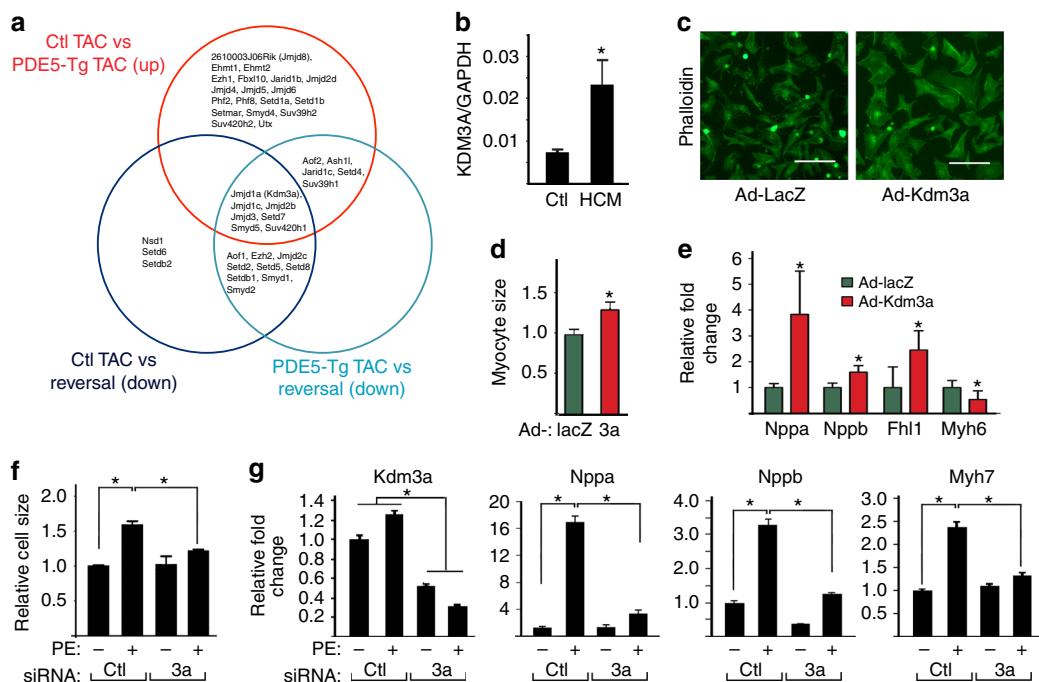 a
Ctl TAC vs
PDE5-Tg TAC (up)
2610003J06Rik (Jmjd8),
Ehmt1, Ehmt2
Ezh1, Fbxl10, Jarid1b, Jmjd2d
Jmjd4, Jmjd5, Jmjd6
Phf2, Phf8, Setd1a, Setd1b
Setmar, Smyd4, Suv39h2
Suv420h2, Utx
Aof2, Ash1l,
Jarid1c, Setd4,
Suv39h1
Jmjd1a (Kdm3a),
Jmjd1c, Jmjd2b
Jmjd3, Setd7
Smyd5, Suv420h1
Nsd1
Setd6
Setdb2
Aof1, Ezh2, Jmjd2c
Setd2, Setd5, Setd8
Setdb1, Smyd1,
Smyd2
Ctl TAC vs
reversal (down)
PDE5-Tg TAC vs
reversal (down)
b
KDM3A/GAPDH
0.03
0.02
0.01
*
Ctl HCM
c
Phalloidin
Ad-LacZ
Ad-Kdm3a
d
Myocyte size
1.5
1.0
0.5
*
Ad-: lacZ 3a
e
Relative fold
change
6
5
4
2
1
Ad-lacZ
Ad-Kdm3a
* * * *
Nppa Nppb Fhl1 Myh6
f
Relative cell size
2.0
1.5
1.0
* *
PE: – + – +
siRNA: Ctl 3a
g
Relative fold
change
Kdm3a
1.4
1.2
1.0
0.8
0.6
0.4
0.2
*
PE: – + – +
siRNA: Ctl 3a
Nppa
20
16
12
8
4
* *
– + – +
Ctl 3a
Nppb
4.0
3.0
2.0
1.0
* *
– + – +
Ctl 3a
Myh7
3.0
2.5
2.0
1.5
1.0
0.5
* *
– + – +
Ctl 3a